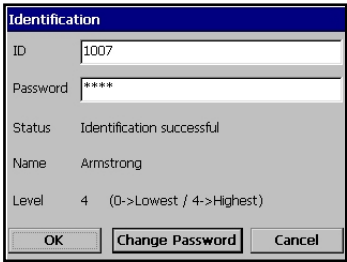 Identification
ID 1007
Password ****
Status Identification successful
Name Armstrong
Level 4 (0->Lowest / 4->Highest)
OK Change Password Cancel